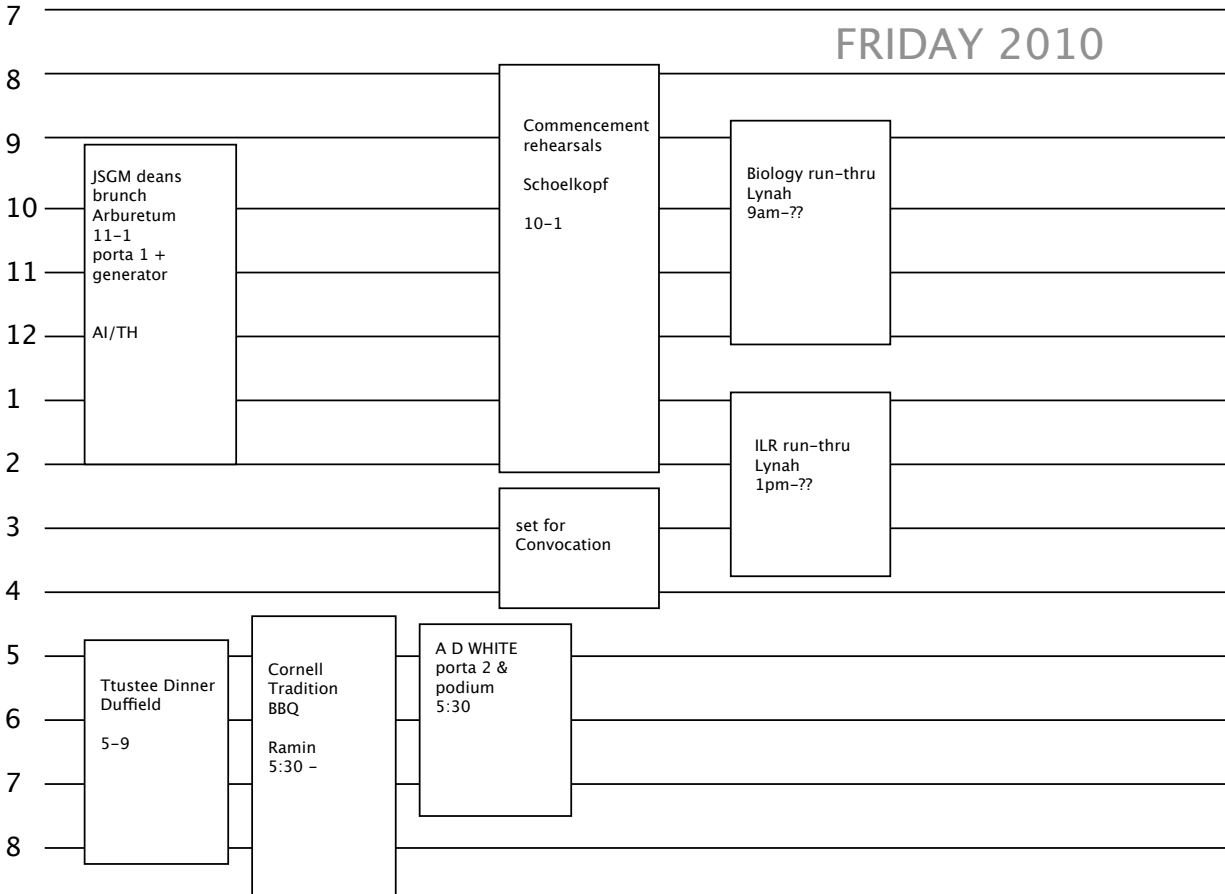 FRIDAY 2010
7
8
9
10
11
12
1
2
3
4
5
6
7
8
JSGM deans
brunch
Arburetum
11-1
porta 1 +
generator
AI/TH
Commencement
rehearsals
Schoelkopf
10-1
Biology run-thru
Lynah
9am-??
ILR run-thru
Lynah
1pm-??
set for
Convocation
Ttustee Dinner
Duffield
5-9
Cornell
Tradition
BBQ
Ramin
5:30 -
A D WHITE
porta 2 &
podium
5:30